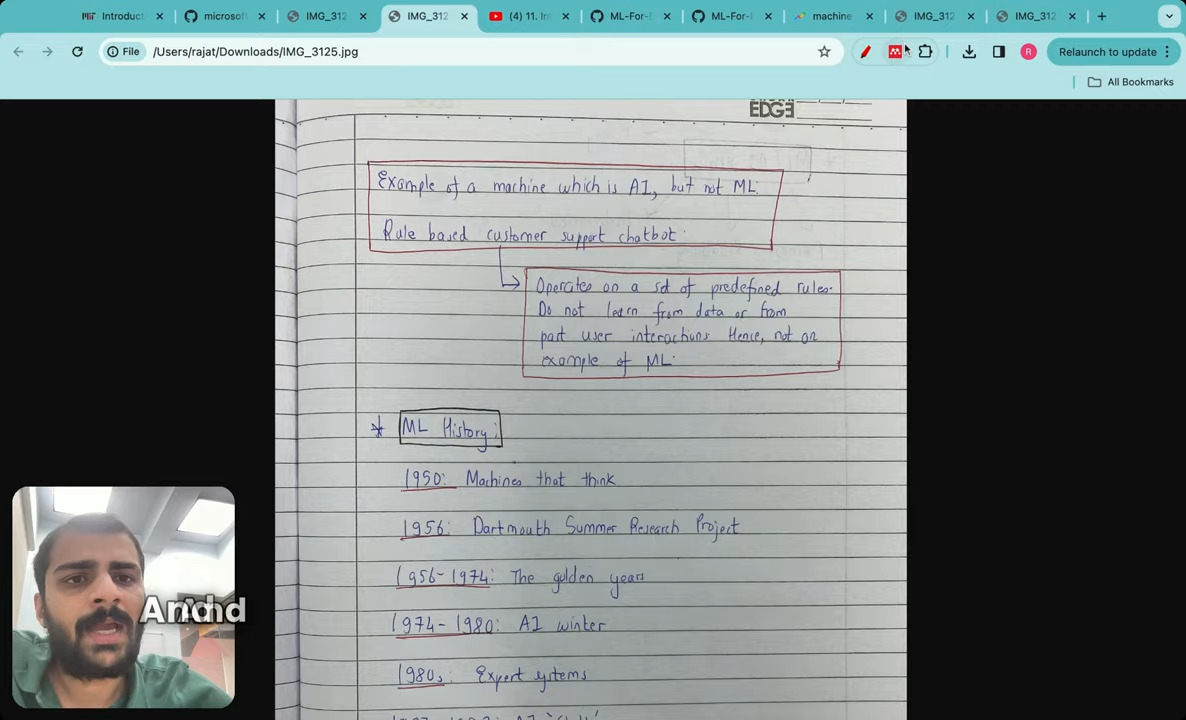 Introduct
microsof
IMG_312
IMG_312
(4) 11. In
ML-For-
ML-For-
machine
IMG_312
IMG_312
File
/Users/rajat/Downloads/IMG_3125.jpg
R
Relaunch to update
All Bookmarks
EDGE
Example of a machine which is AI, but not ML.
Rule based customer support chatbot.
Operates on a set of predefined rules.
Do not learn from data or from
part user interactions Hence, not an
example of ML.
* ML History:
1950: Machines that think
1956: Dartmouth Summer Research Project
1956-1974: The golden years
1974-1980: AI winter
1980s: Expert systems